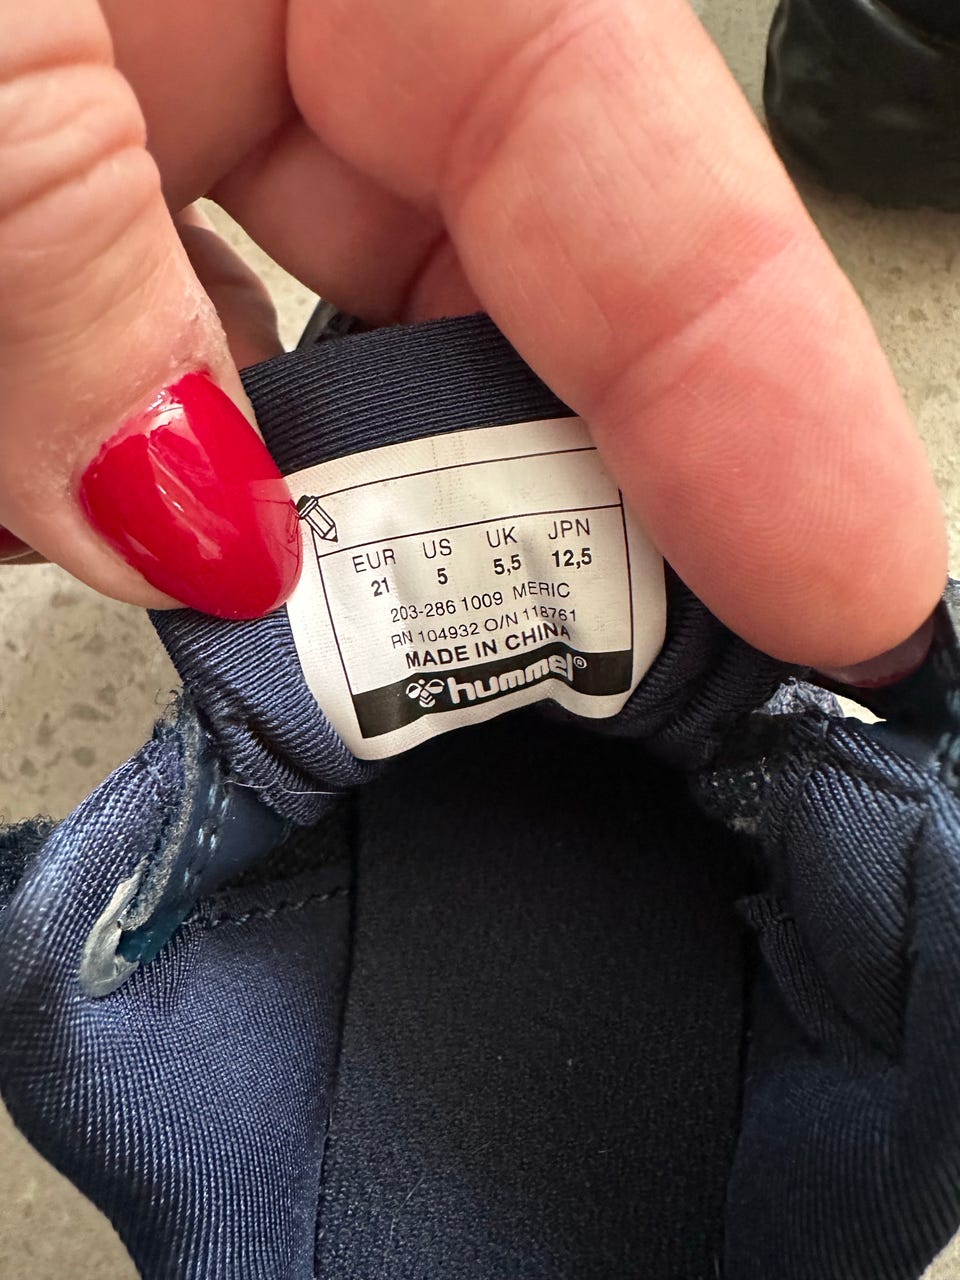 EUR US UK JPN
21 5 5,5 12,5
203-286 1009 MERIC
RN 104932 O/N 118761
MADE IN CHINA
hummel®